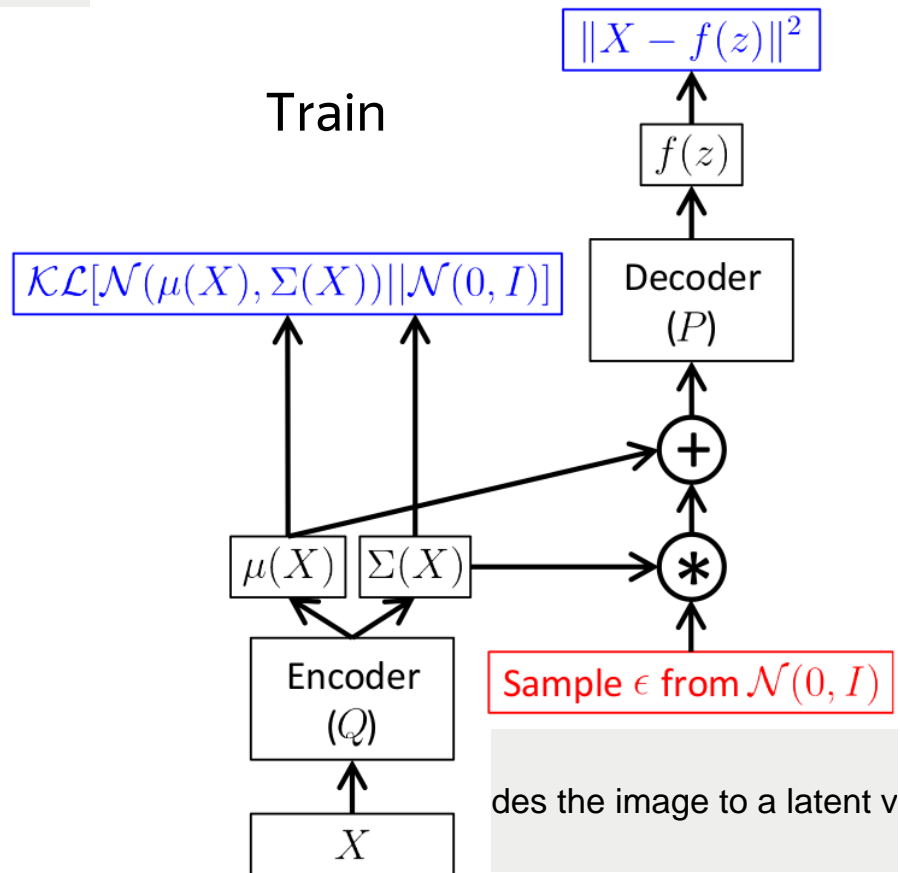 ‖X − f(z)‖²
Train
f(z)
𝒦ℒ[𝒩(μ(X), Σ(X))||𝒩(0, I)]
Decoder
(P)
+
μ(X) Σ(X)
*
Encoder
(Q)
Sample ϵ from 𝒩(0, I)
des the image to a latent v
X